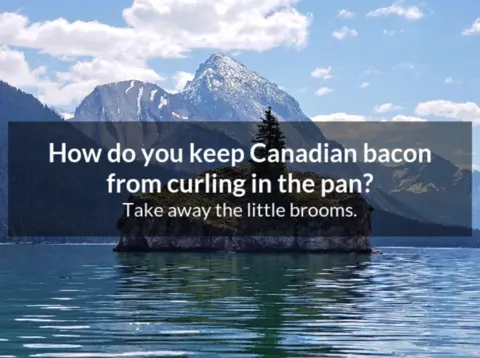 How do you keep Canadian bacon
from curling in the pan?
Take away the little brooms.